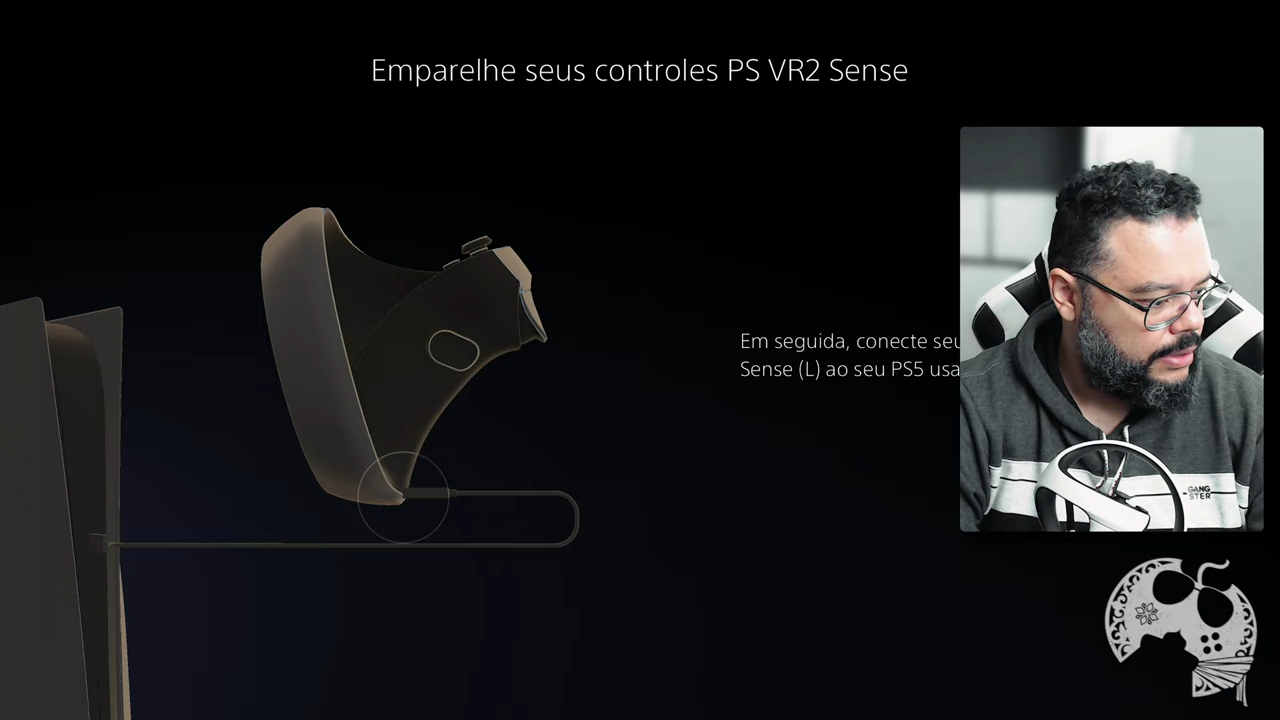 Emparelhe seus controles PS VR2 Sense
Em seguida, conecte seu
Sense (L) ao seu PS5 usa
GANG
STER